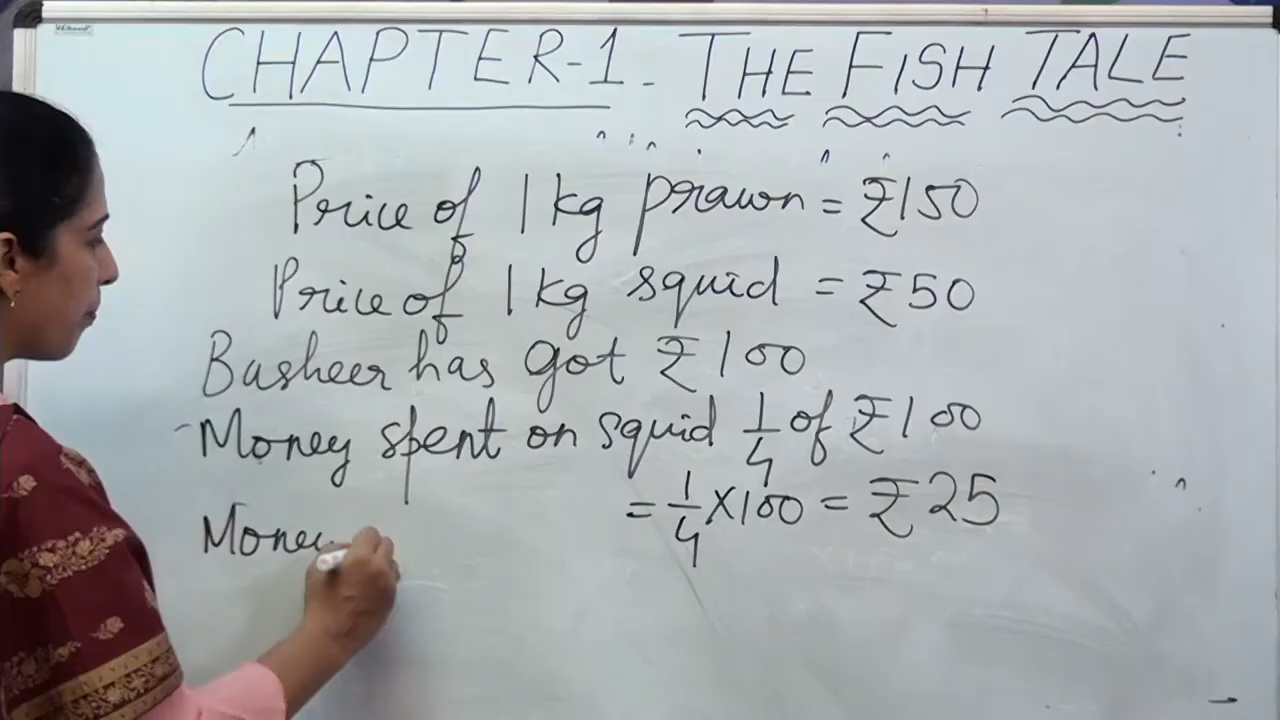 CHAPTER-1. THE FISH TALE
Price of 1 kg prawn = ₹150
Price of 1 kg squid = ₹50
Basheer has got ₹100
Money spent on squid 1/4 of ₹100
= 1/4 X 100 = ₹25
Money